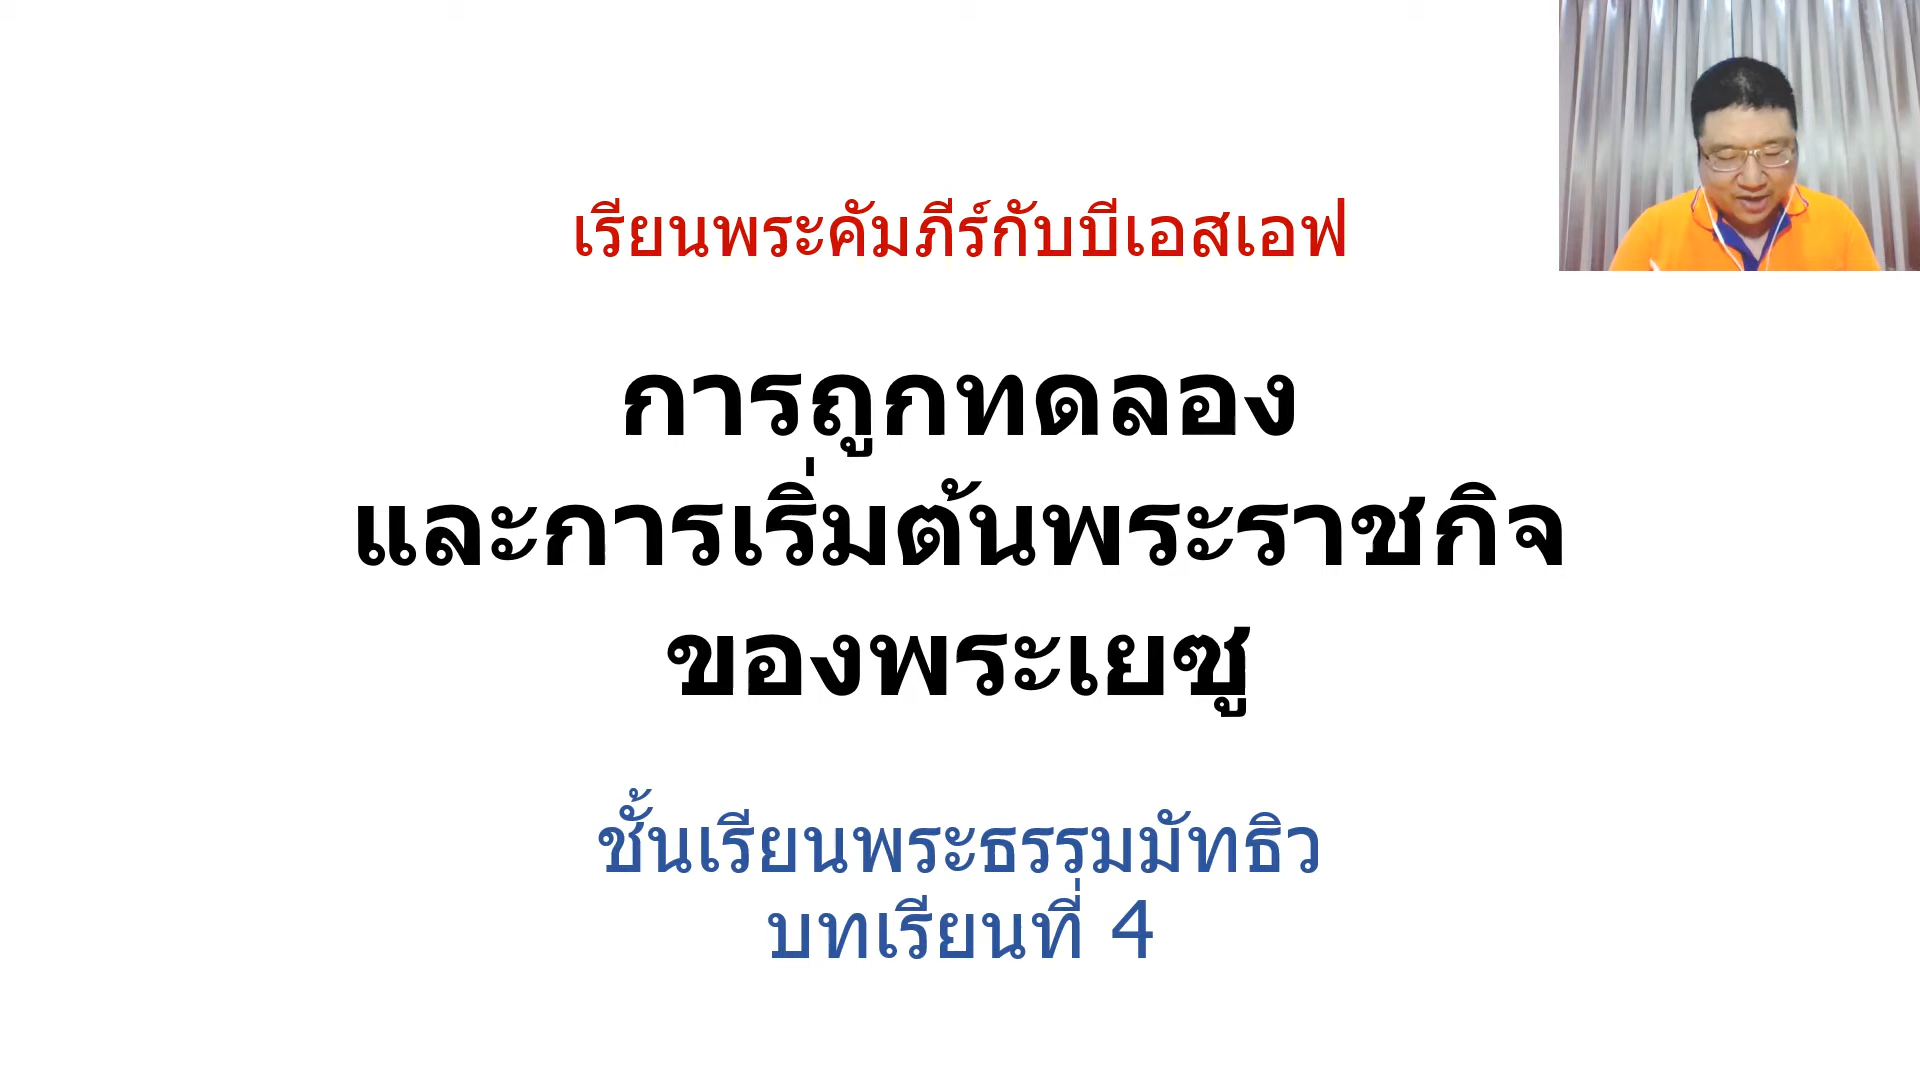 เรียนพระคัมภีร์กับบีเอสเอฟ
การถูกทดลอง
และการเริ่มต้นพระราชกิจ
ของพระเยซู
ชั้นเรียนพระธรรมมัทธิว
บทเรียนที่ 4